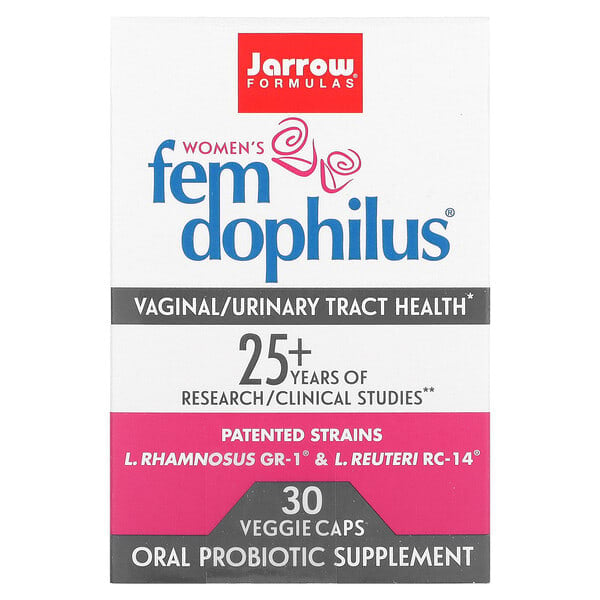 Jarrow
FORMULAS®
WOMEN'S
fem
dophilus®
VAGINAL/URINARY TRACT HEALTH*
25+
YEARS OF
RESEARCH/CLINICAL STUDIES**
PATENTED STRAINS
L. RHAMNOSUS GR-1® & L. REUTERI RC-14®
30
VEGGIE CAPS
ORAL PROBIOTIC SUPPLEMENT